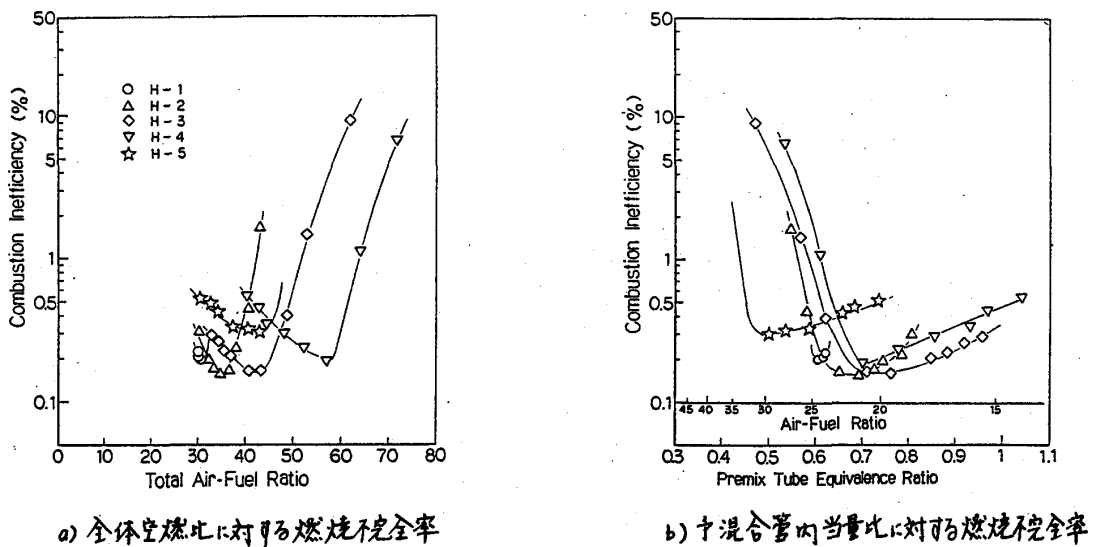 50
10
5
1
0.5
0.1
Combustion Inefficiency (%)
H-1
H-2
H-3
H-4
H-5
0 10 20 30 40 50 60 70 80
Total Air-Fuel Ratio
a) 全体空燃比に対する燃焼不完全率
50
10
5
1
0.5
0.1
Combustion Inefficiency (%)
45 40 35 30 25 20 15
Air-Fuel Ratio
0.3 0.4 0.5 0.6 0.7 0.8 0.9 1 1.1
Premix Tube Equivalence Ratio
b) 予混合管内当量比に対する燃焼不完全率